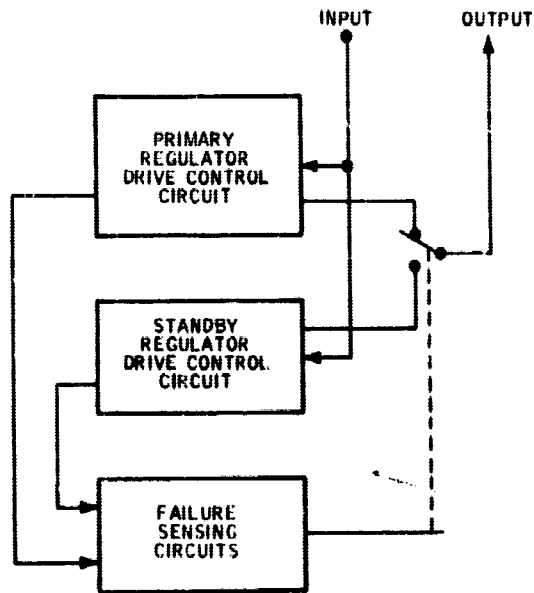 INPUT
OUTPUT
PRIMARY
REGULATOR
DRIVE CONTROL
CIRCUIT
STANDBY
REGULATOR
DRIVE CONTROL
CIRCUIT
FAILURE
SENSING
CIRCUITS